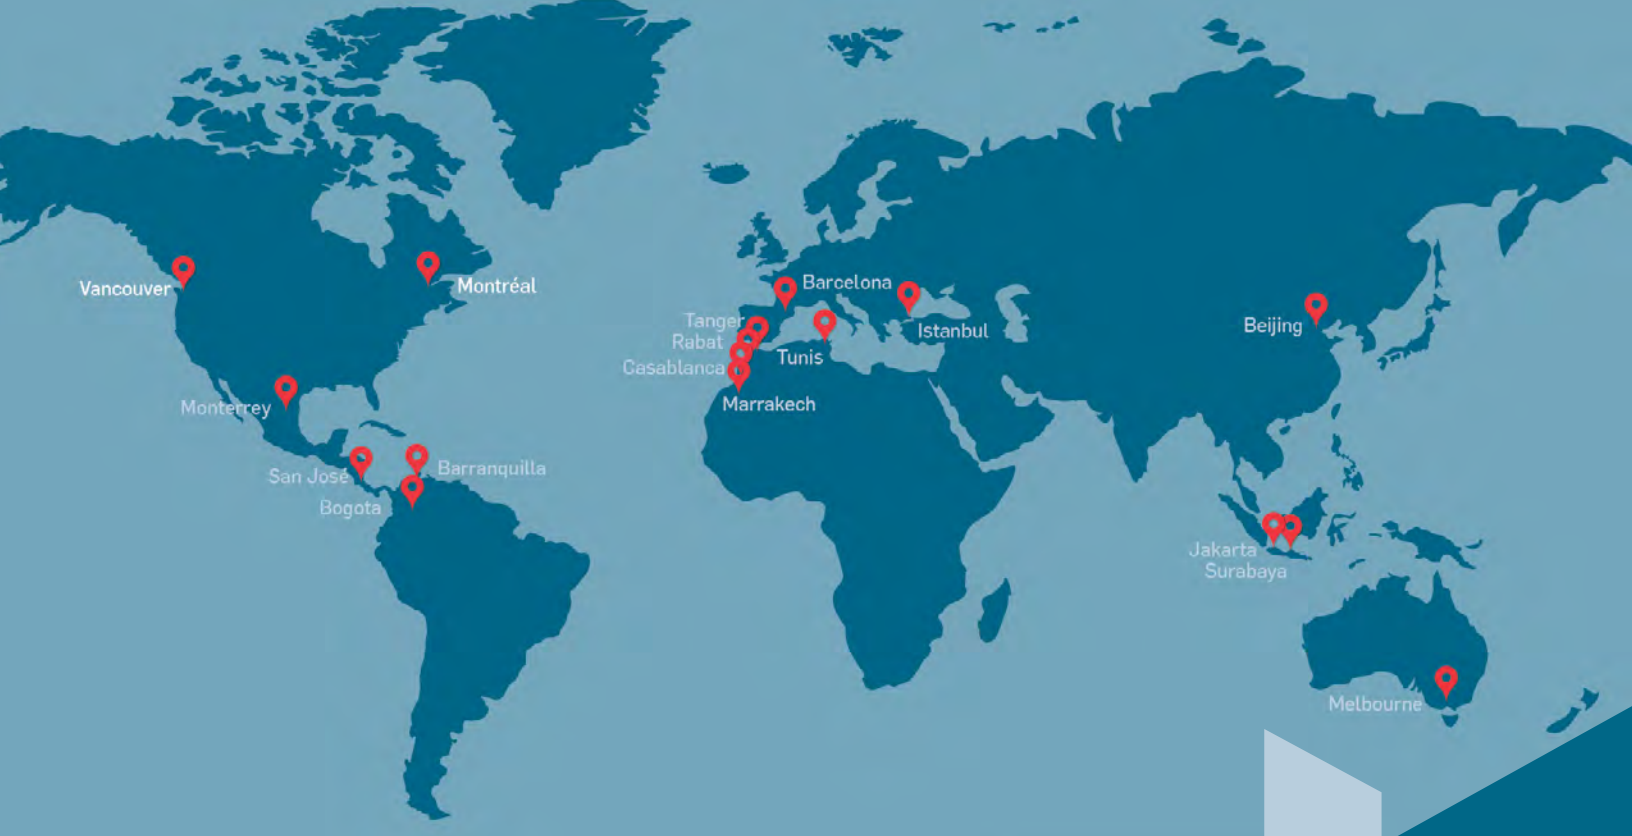 Vancouver
Montréal
Barcelona
Istanbul
Tanger
Rabat
Casablanca
Tunis
Marrakech
Beijing
Monterrey
San José
Barranquilla
Bogota
Jakarta
Surabaya
Melbourne